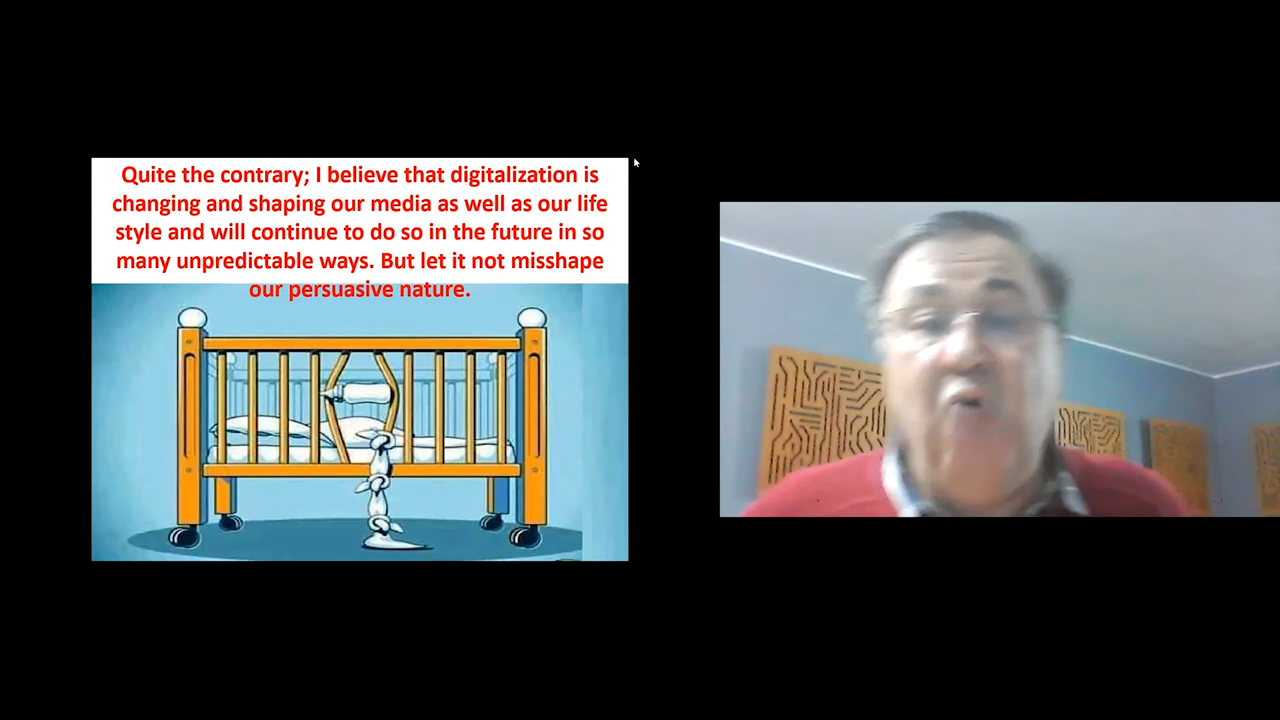 Quite the contrary; I believe that digitalization is
changing and shaping our media as well as our life
style and will continue to do so in the future in so
many unpredictable ways. But let it not misshape
our persuasive nature.